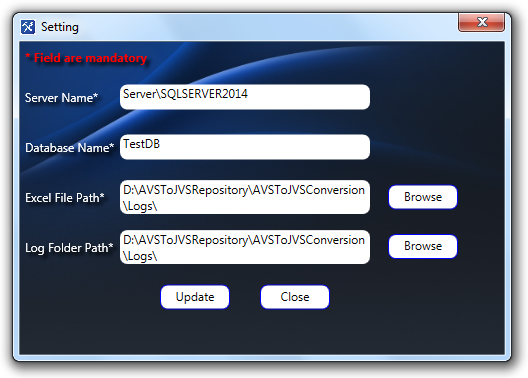 Setting
* Field are mandatory
Server Name*
Server\SQLSERVER2014
Database Name*
TestDB
Excel File Path*
D:\AVSToJVSRepository\AVSToJVSConversion
\Logs\
Browse
Log Folder Path*
D:\AVSToJVSRepository\AVSToJVSConversion
\Logs\
Browse
Update
Close